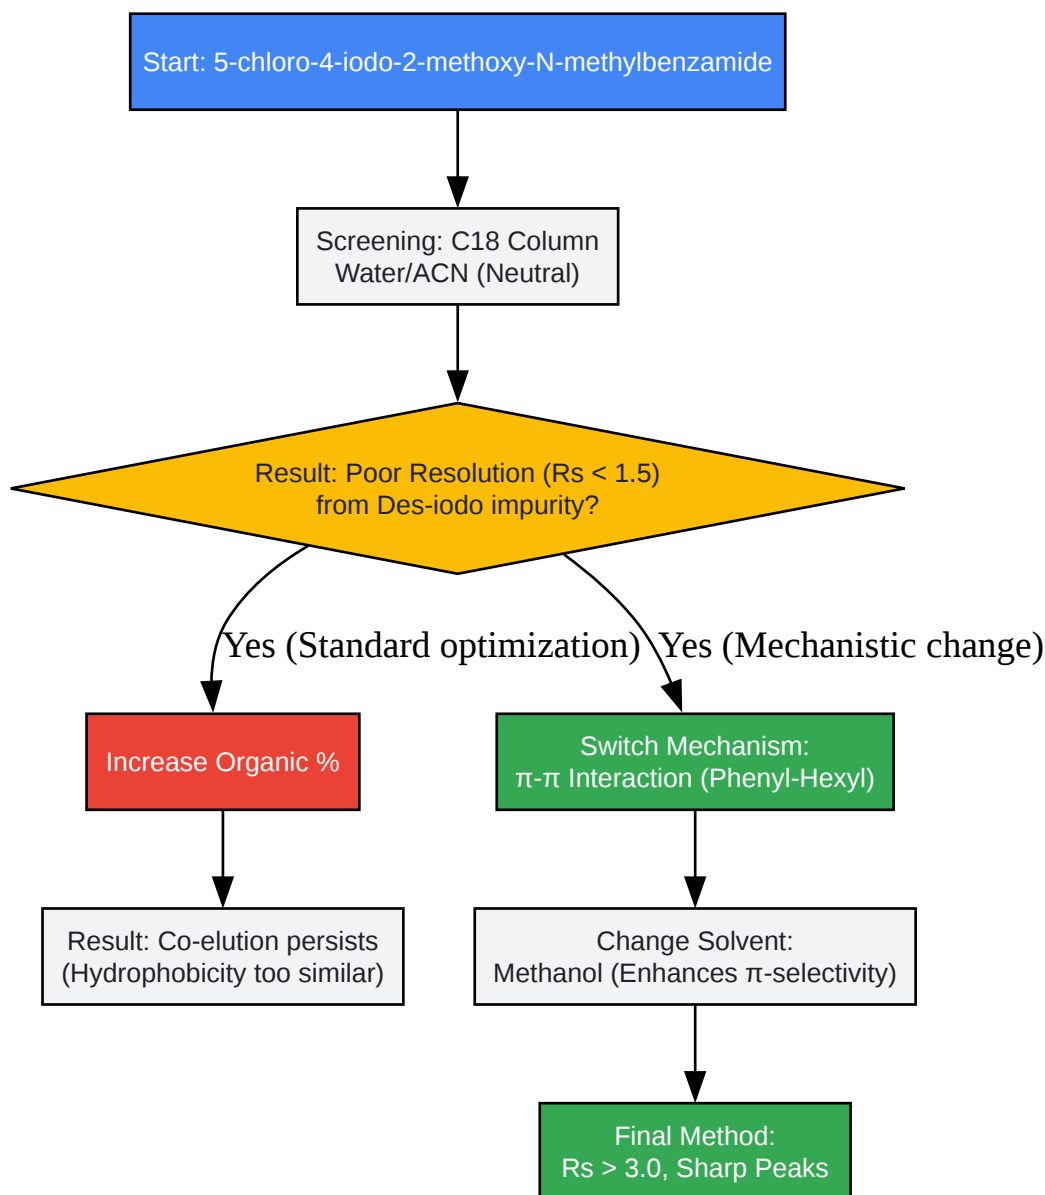 Start: 5-chloro-4-iodo-2-methoxy-N-methylbenzamide
Screening: C18 Column
Water/ACN (Neutral)
Result: Poor Resolution (Rs < 1.5)
from Des-iodo impurity?
Yes (Standard optimization)
Yes (Mechanistic change)
Increase Organic %
Switch Mechanism:
π-π Interaction (Phenyl-Hexyl)
Result: Co-elution persists
(Hydrophobicity too similar)
Change Solvent:
Methanol (Enhances π-selectivity)
Final Method:
Rs > 3.0, Sharp Peaks